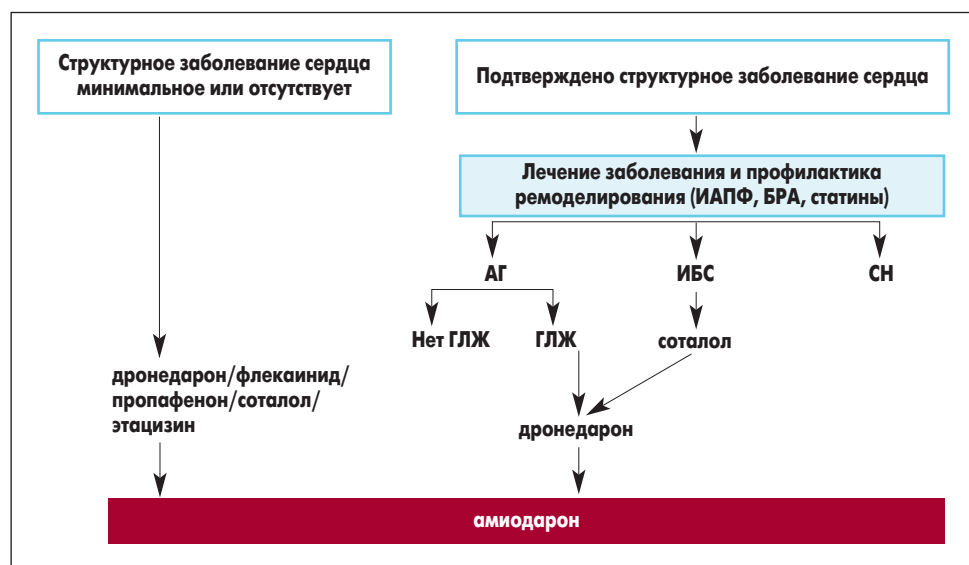 Структурное заболевание сердца
минимальное или отсутствует
Подтверждено структурное заболевание сердца
Лечение заболевания и профилактика
ремоделирования (ИАПФ, БРА, статины)
АГ
ИБС
СН
Нет ГЛЖ
ГЛЖ
соталол
дронедарон/флекаинид/
пропафенон/соталол/
этацизин
дронедарон
амиодарон